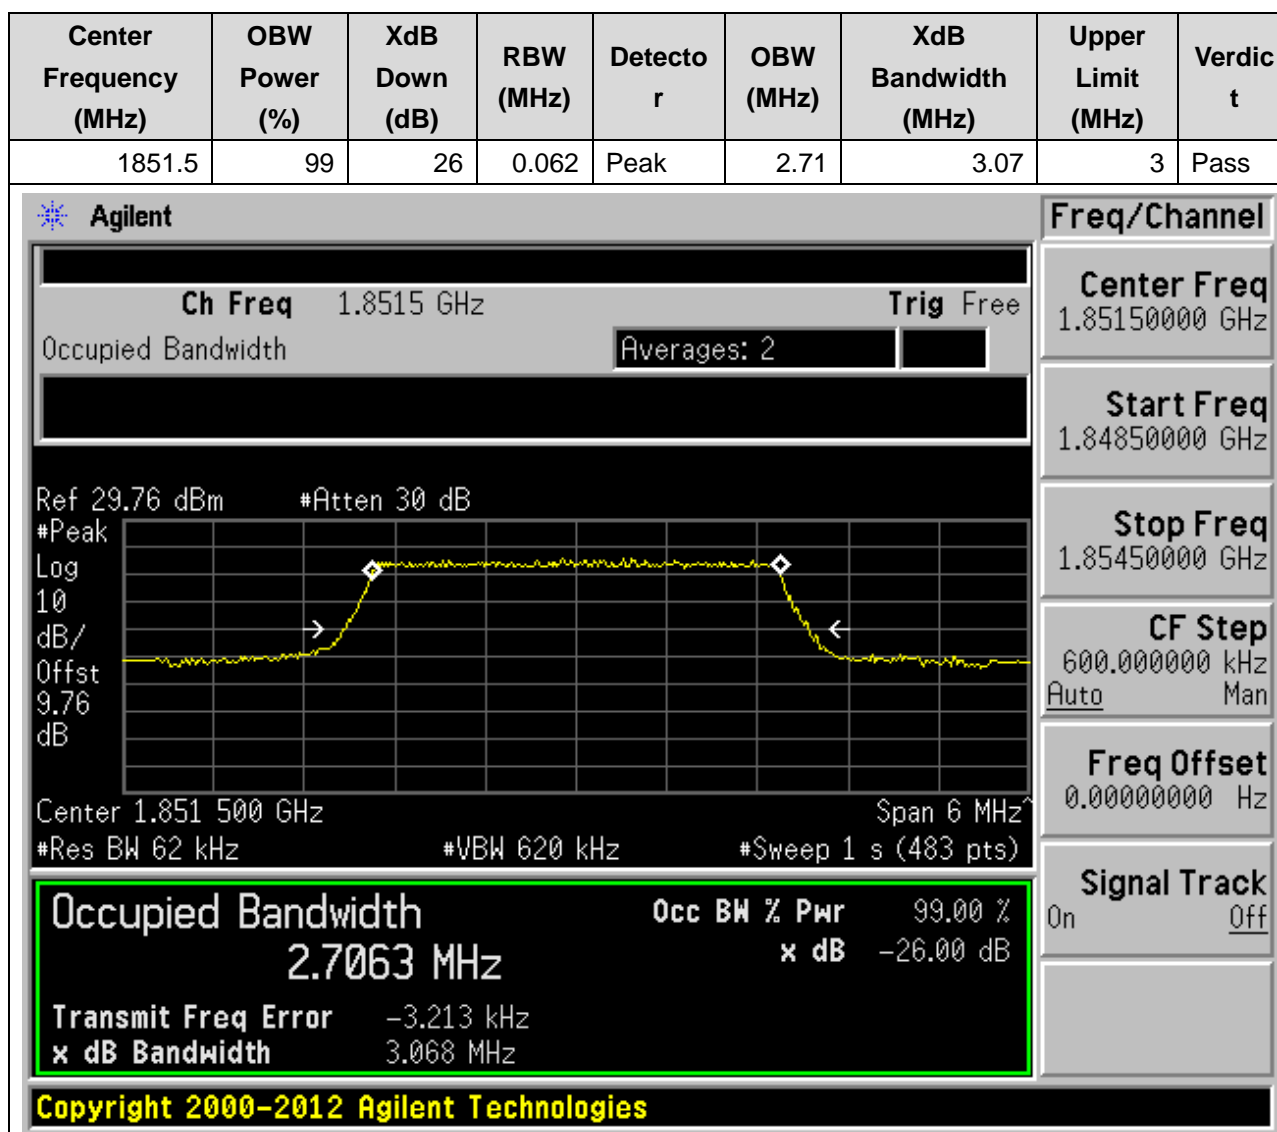 Center Frequency (MHz) OBW Power (%) XdB Down (dB) RBW (MHz) Detecto r OBW (MHz) XdB Bandwidth (MHz) Upper Limit (MHz) Verdic t
1851.5 99 26 0.062 Peak 2.71 3.07 3 Pass
Agilent
Freq/Channel
Ch Freq 1.8515 GHz Trig Free
Occupied Bandwidth Averages: 2
Center Freq
1.85150000 GHz
Start Freq
1.84850000 GHz
Stop Freq
1.85450000 GHz
CF Step
600.000000 kHz
Auto Man
Freq Offset
0.00000000 Hz
Signal Track
On Off
Ref 29.76 dBm #Atten 30 dB
#Peak
Log
10
dB/
Offst
9.76
dB
Center 1.851 500 GHz Span 6 MHz^
#Res BW 62 kHz #VBW 620 kHz #Sweep 1 s (483 pts)
Occupied Bandwidth
2.7063 MHz
Occ BW % Pwr 99.00 %
x dB -26.00 dB
Transmit Freq Error -3.213 kHz
x dB Bandwidth 3.068 MHz
Copyright 2000-2012 Agilent Technologies